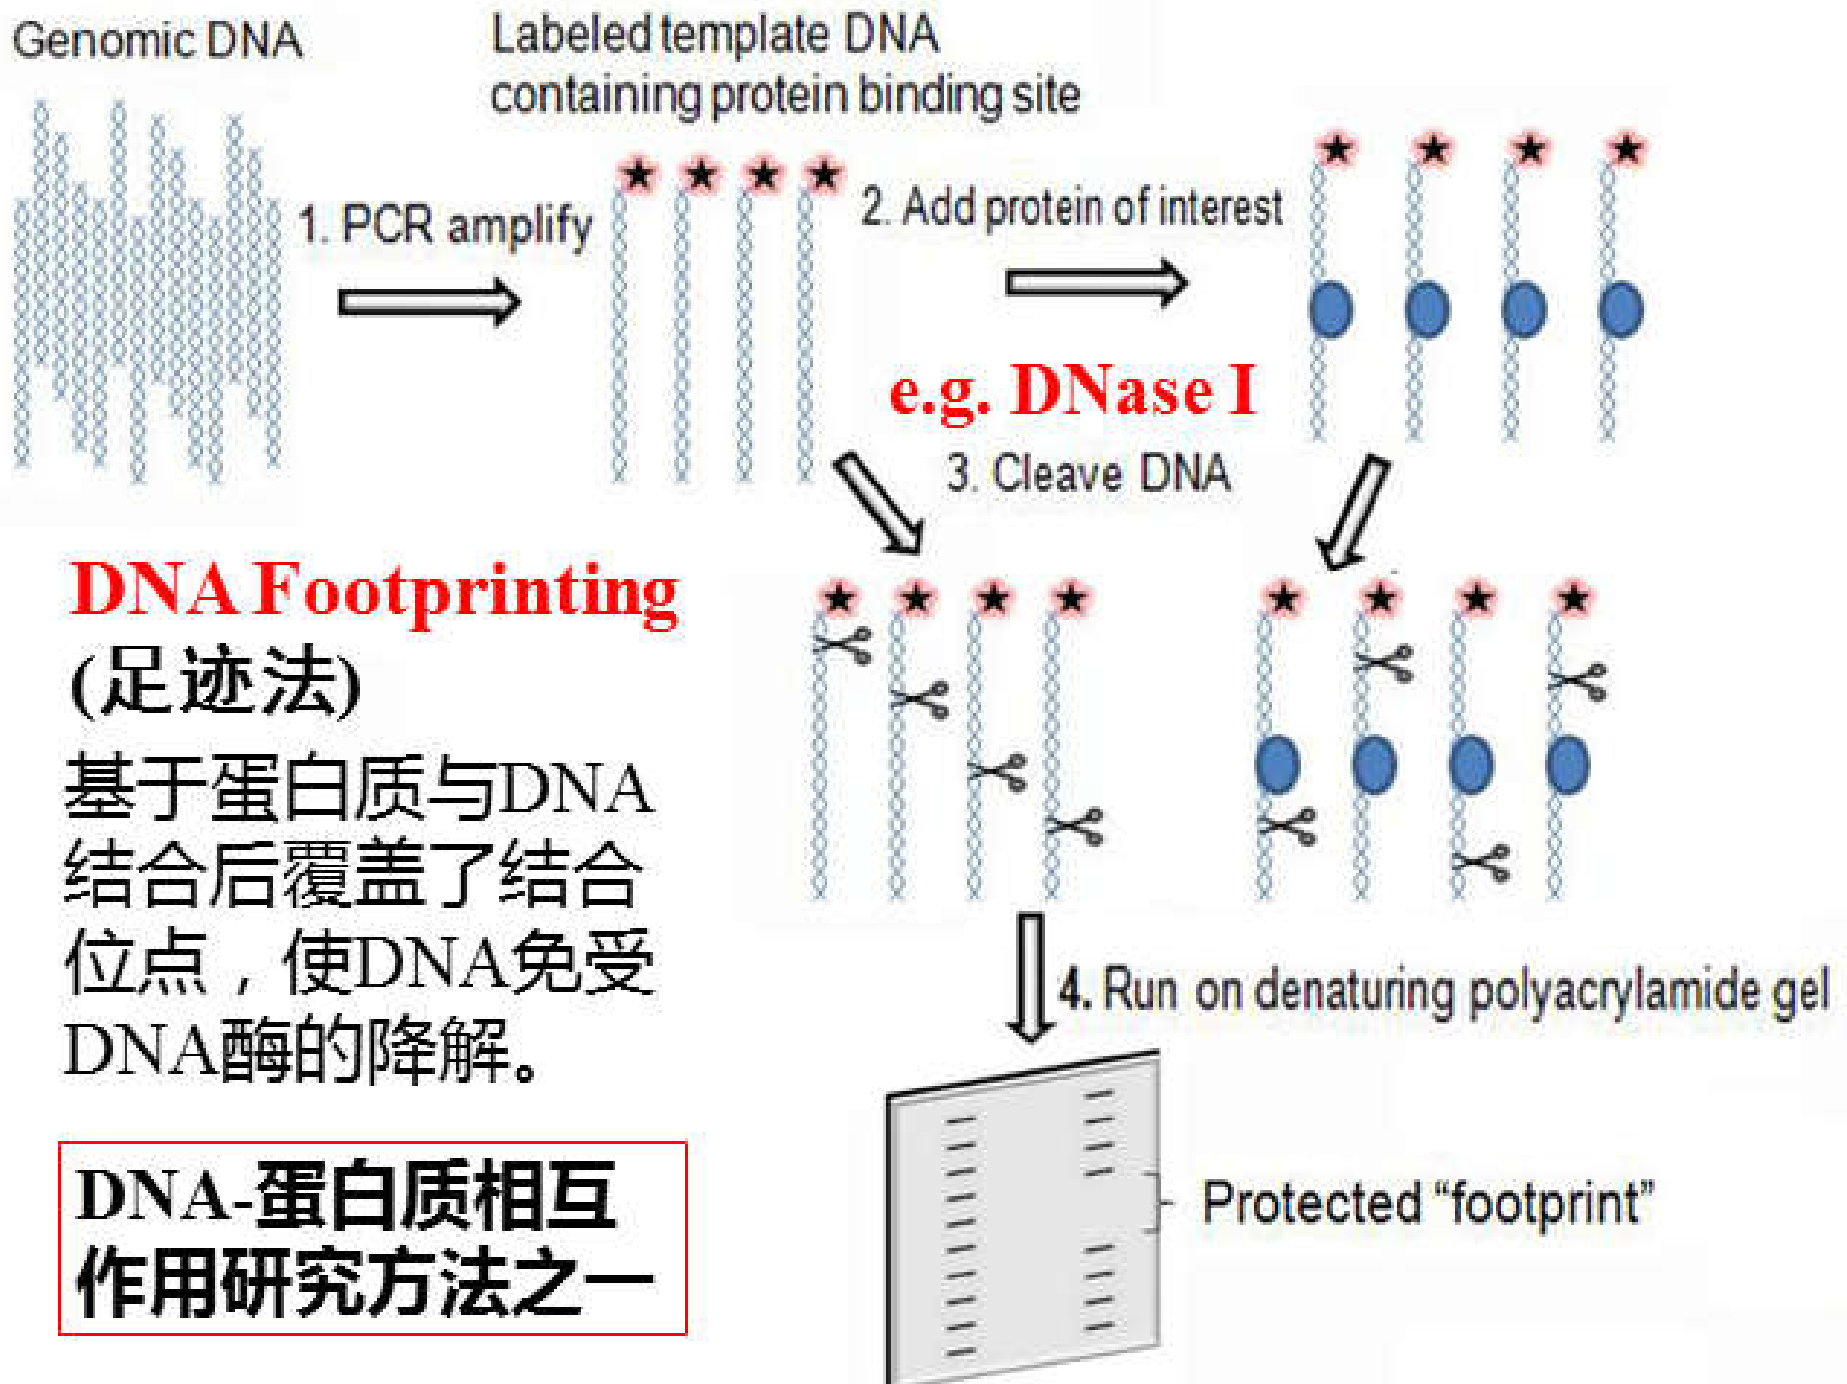 Genomic DNA
Labeled template DNA
containing protein binding site
1. PCR amplify
2. Add protein of interest
e.g. DNase I
3. Cleave DNA
DNA Footprinting
(足迹法)
基于蛋白质与DNA
结合后覆盖了结合
位点，使DNA免受
DNA酶的降解。
4. Run on denaturing polyacrylamide gel
DNA-蛋白质相互
作用研究方法之一
Protected “footprint”